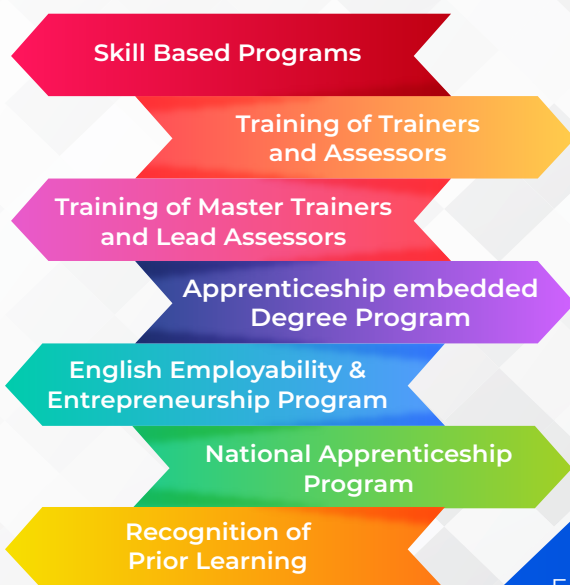 Skill Based Programs
Training of Trainers
and Assessors
Training of Master Trainers
and Lead Assessors
Apprenticeship embedded
Degree Program
English Employability &
Entrepreneurship Program
National Apprenticeship
Program
Recognition of
Prior Learning